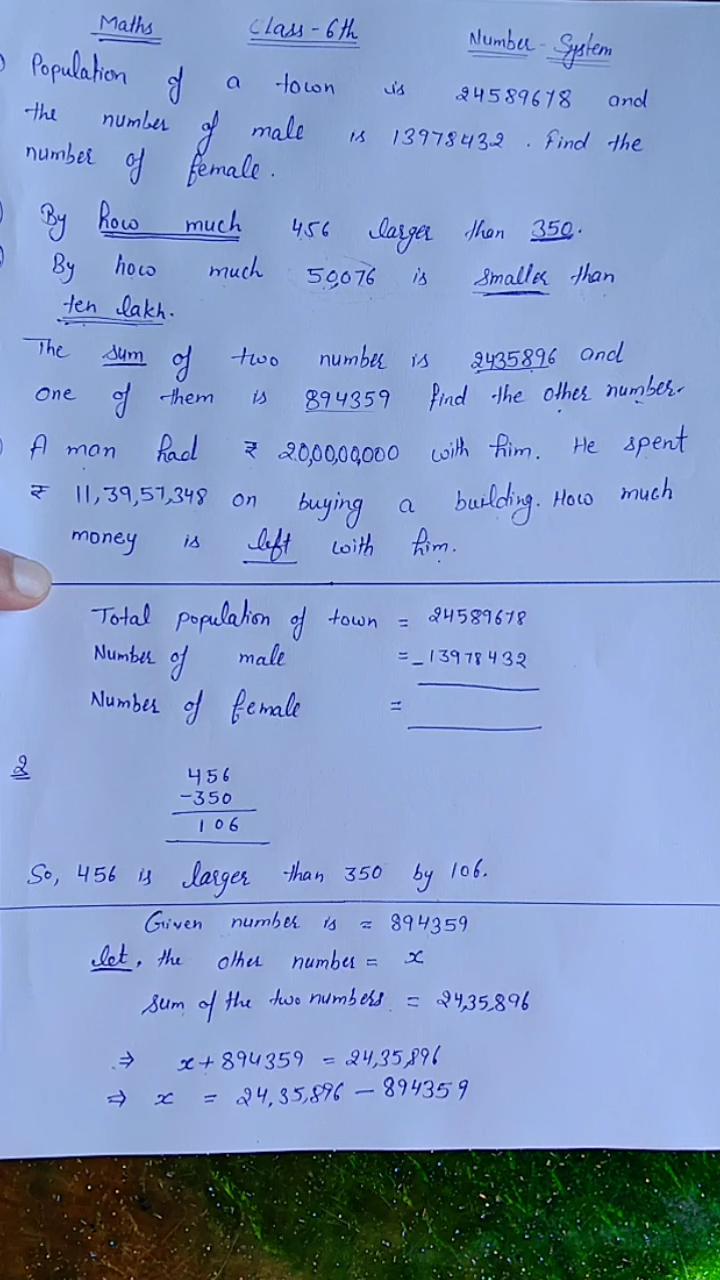 Maths Class-6th Number-System
Population of a town is 24589678 and
the number of male is 13978432. find the
number of female.
By how much 456 larger than 350.
By how much 50,076 is smaller than
ten lakh.
The sum of two number is 2435896 and
one of them is 894359 find the other number.
A man had ₹ 20,00,00,000 with him. He spent
₹ 11,39,57,348 on buying a building. How much
money is left with him.
Total population of town = 24589678
Number of male = - 13978432
Number of female =
2
456
-350
106
So, 456 is larger than 350 by 106.
Given number is = 894359
let, the other number = x
sum of the two numbers = 24,35,896
⇒ x + 894359 = 24,35,896
⇒ x = 24,35,896 - 894359